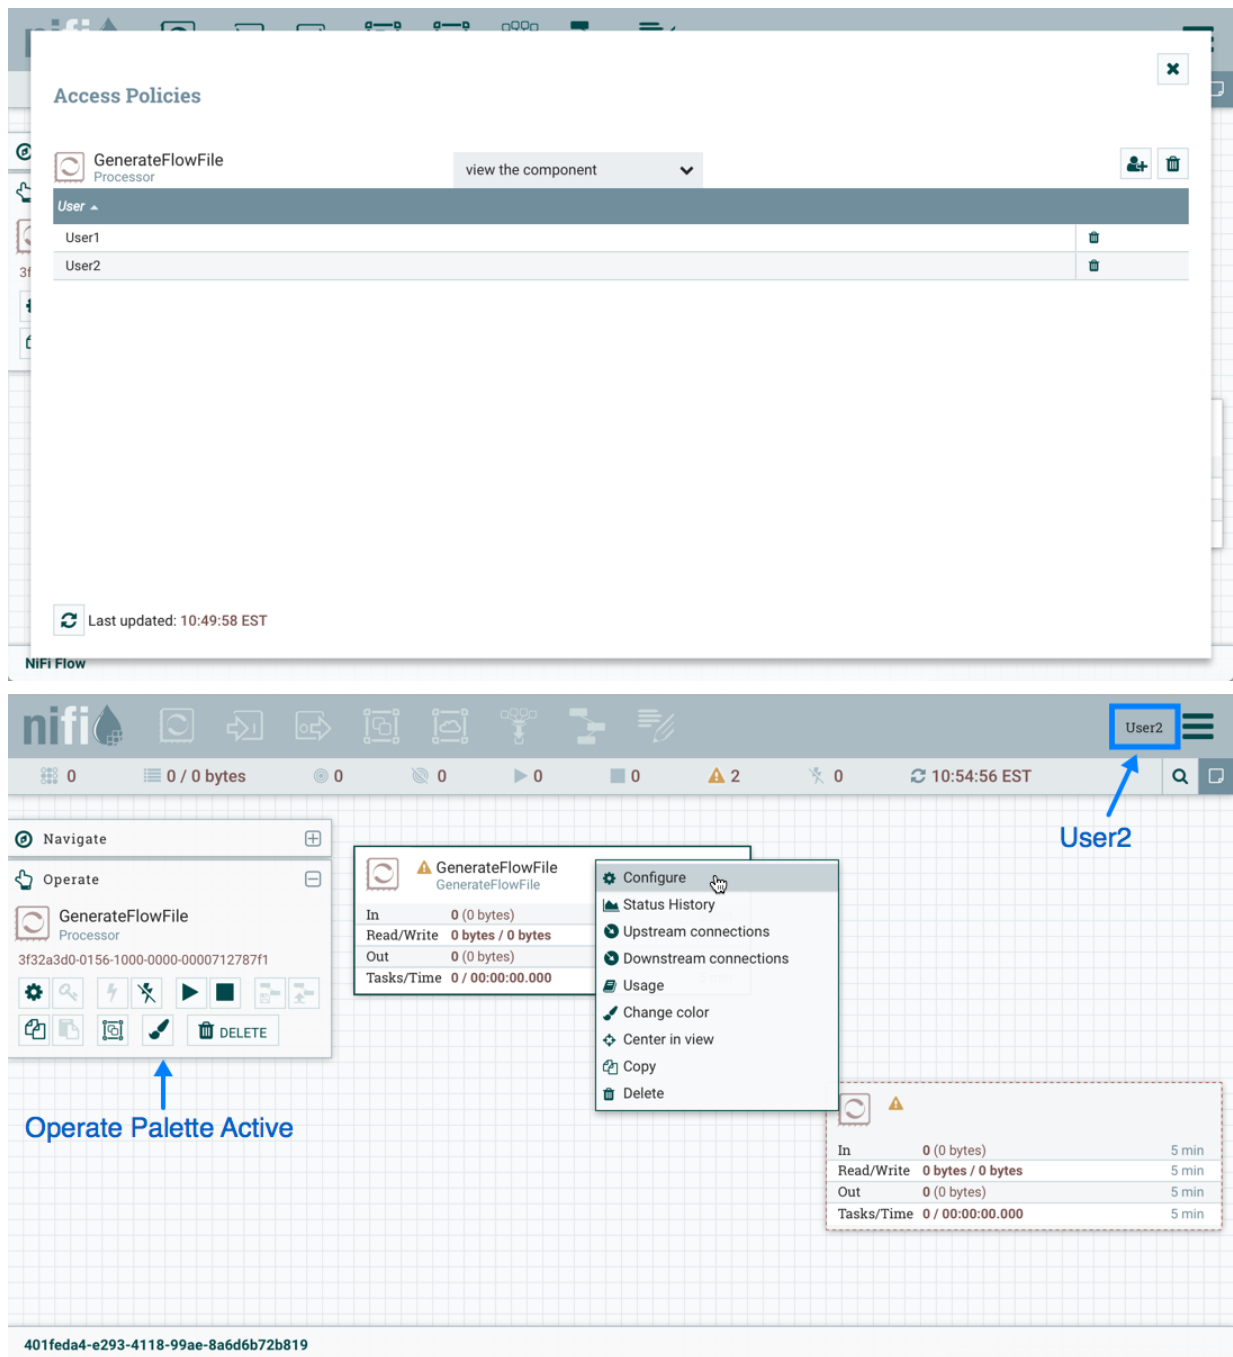 Access Policies
GenerateFlowFile
Processor
view the component
User
User1
User2
3f
Last updated: 10:49:58 EST
NiFi Flow
nifi
User2
0
0 / 0 bytes
0
0
0
0
2
0
10:54:56 EST
User2
Navigate
Operate
GenerateFlowFile
Processor
3f32a3d0-0156-1000-0000-0000712787f1
DELETE
Operate Palette Active
GenerateFlowFile
GenerateFlowFile
In 0 (0 bytes)
Read/Write 0 bytes / 0 bytes
Out 0 (0 bytes)
Tasks/Time 0 / 00:00:00.000
Configure
Status History
Upstream connections
Downstream connections
Usage
Change color
Center in view
Copy
Delete
In 0 (0 bytes) 5 min
Read/Write 0 bytes / 0 bytes 5 min
Out 0 (0 bytes) 5 min
Tasks/Time 0 / 00:00:00.000 5 min
401feda4-e293-4118-99ae-8a6d6b72b819